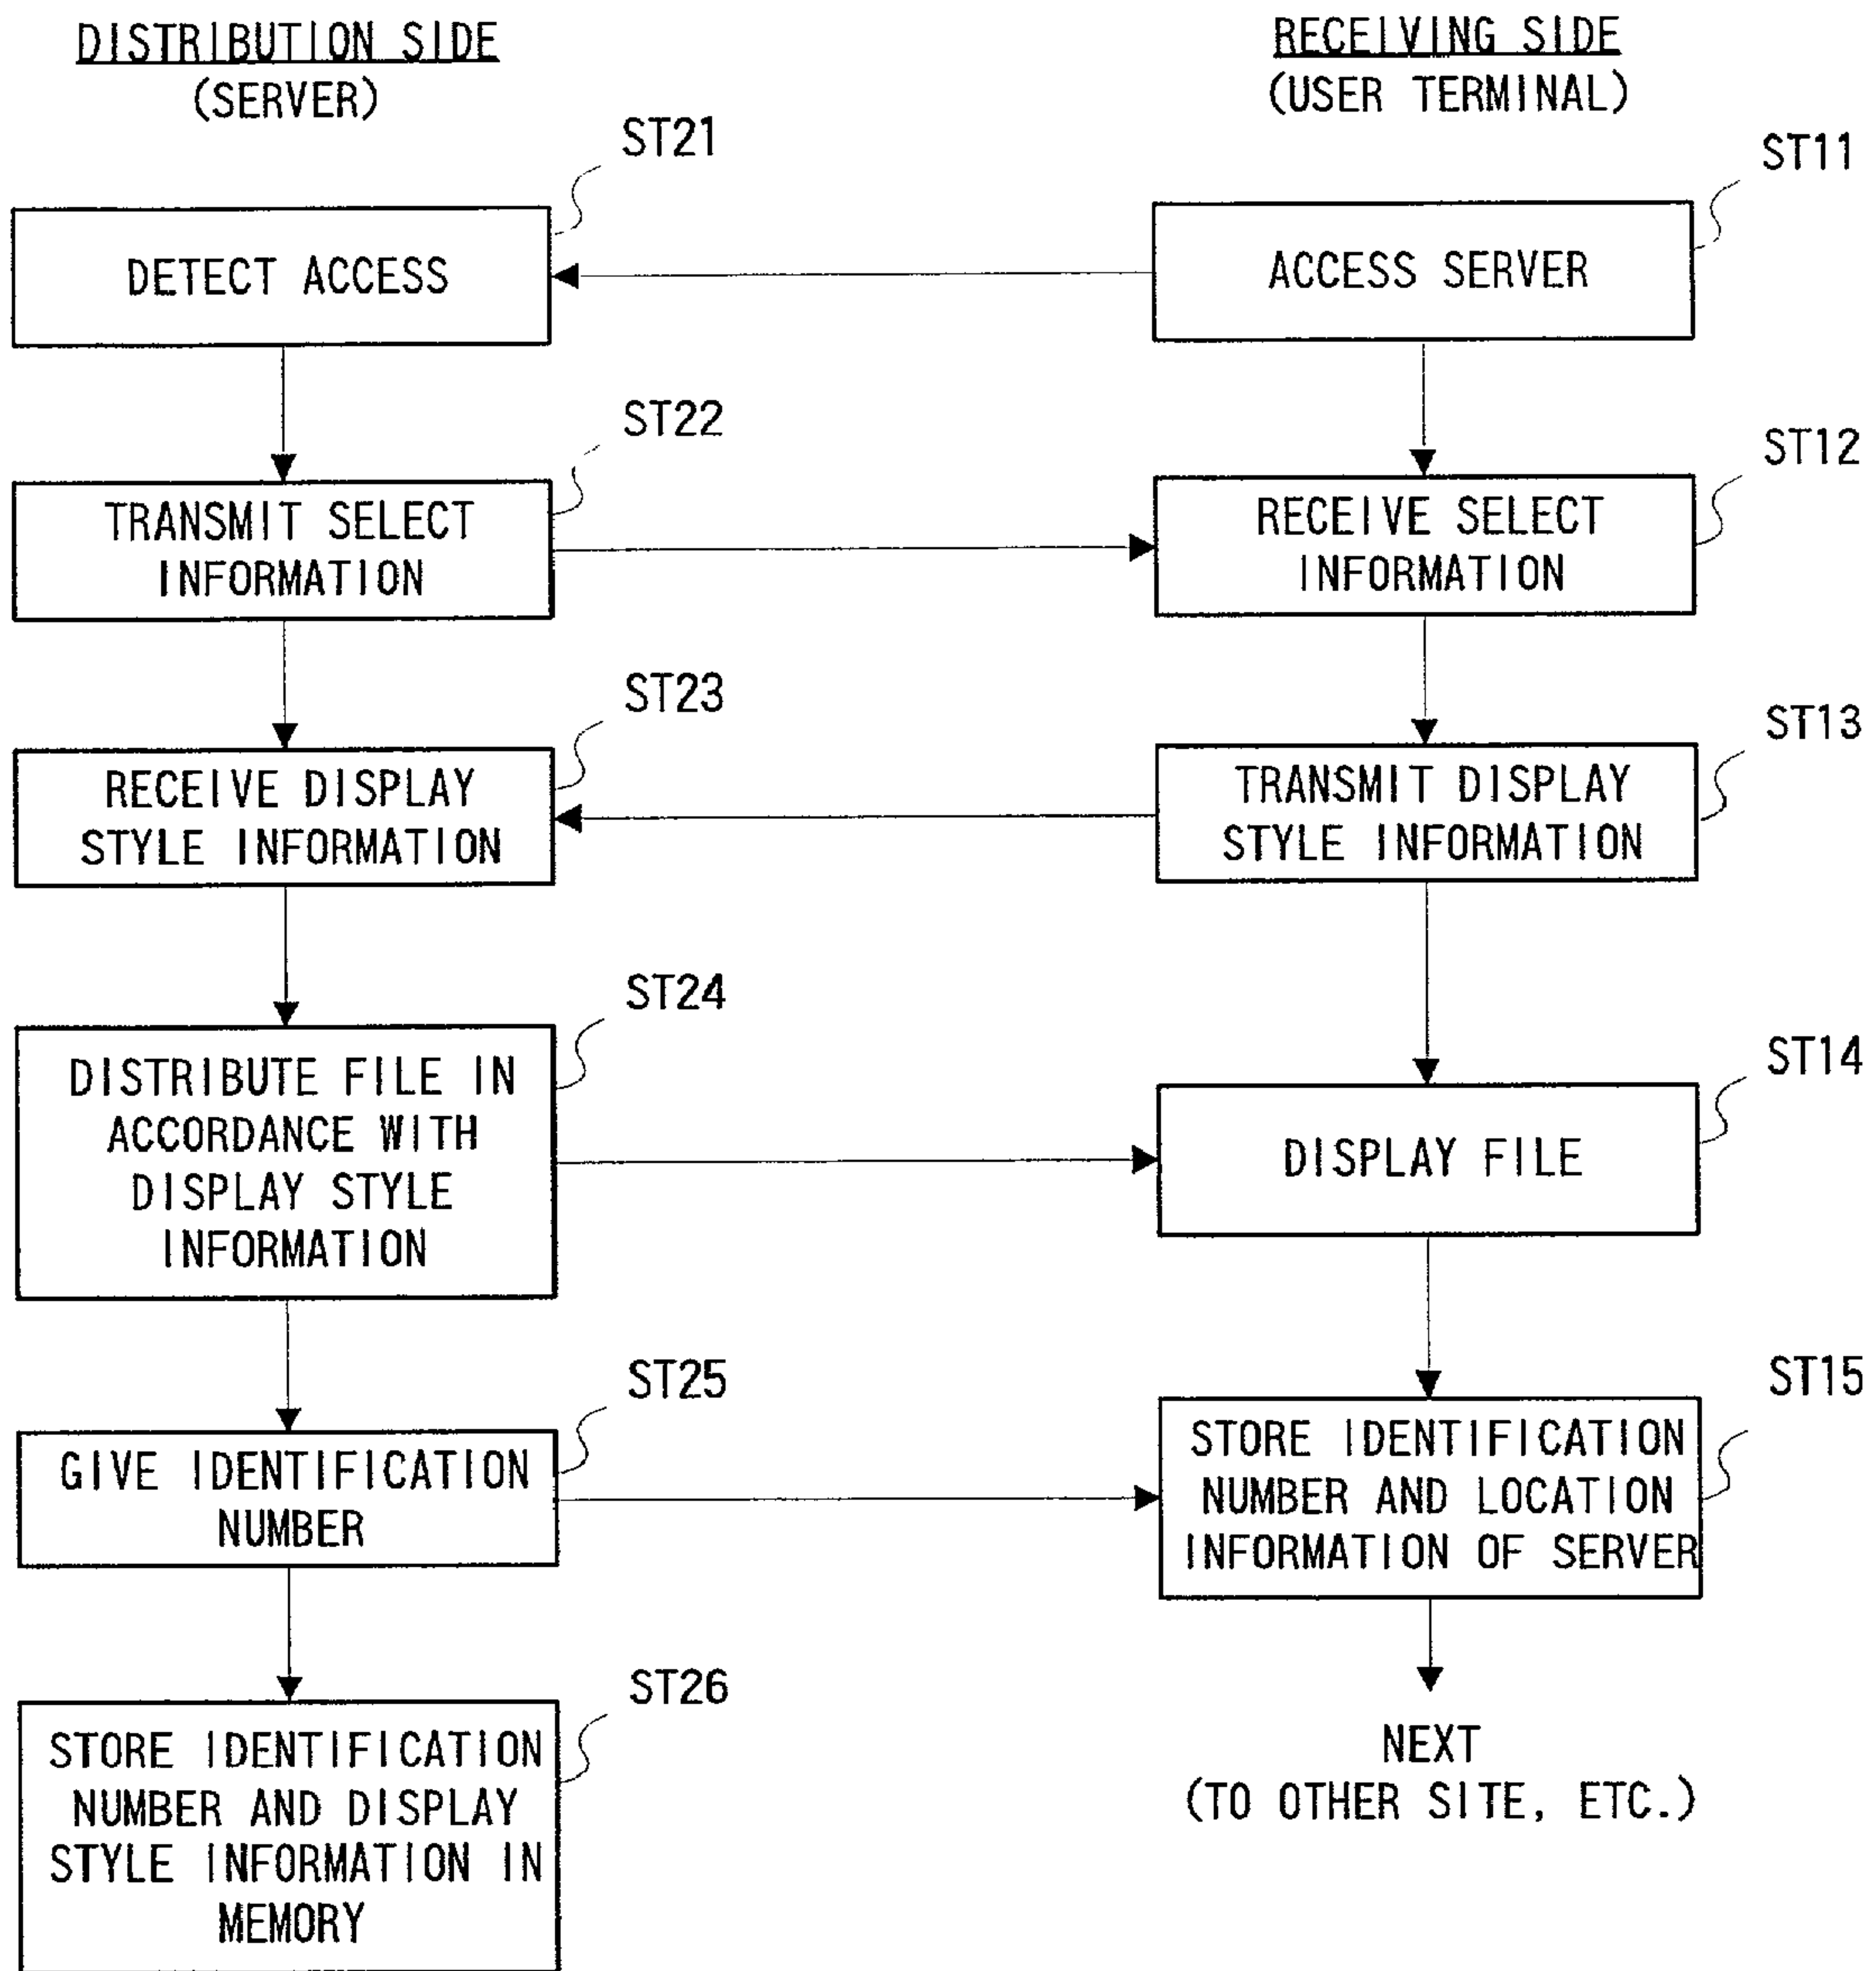 DISTRIBUTION SIDE
(SERVER)
RECEIVING SIDE
(USER TERMINAL)
ST21
DETECT ACCESS
ST11
ACCESS SERVER
ST22
TRANSMIT SELECT
INFORMATION
ST12
RECEIVE SELECT
INFORMATION
ST23
RECEIVE DISPLAY
STYLE INFORMATION
ST13
TRANSMIT DISPLAY
STYLE INFORMATION
ST24
DISTRIBUTE FILE IN
ACCORDANCE WITH
DISPLAY STYLE
INFORMATION
ST14
DISPLAY FILE
ST25
GIVE IDENTIFICATION
NUMBER
ST15
STORE IDENTIFICATION
NUMBER AND LOCATION
INFORMATION OF SERVER
ST26
STORE IDENTIFICATION
NUMBER AND DISPLAY
STYLE INFORMATION IN
MEMORY
NEXT
(TO OTHER SITE, ETC.)